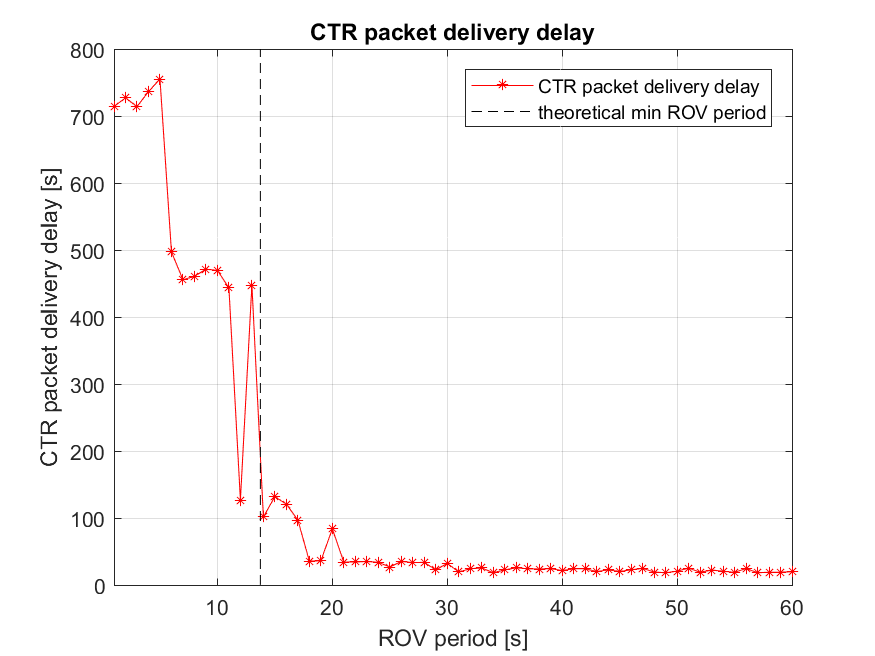 CTR packet delivery delay
CTR packet delivery delay
theoretical min ROV period
CTR packet delivery delay [s]
800
700
600
500
400
300
200
100
0
10 20 30 40 50 60
ROV period [s]